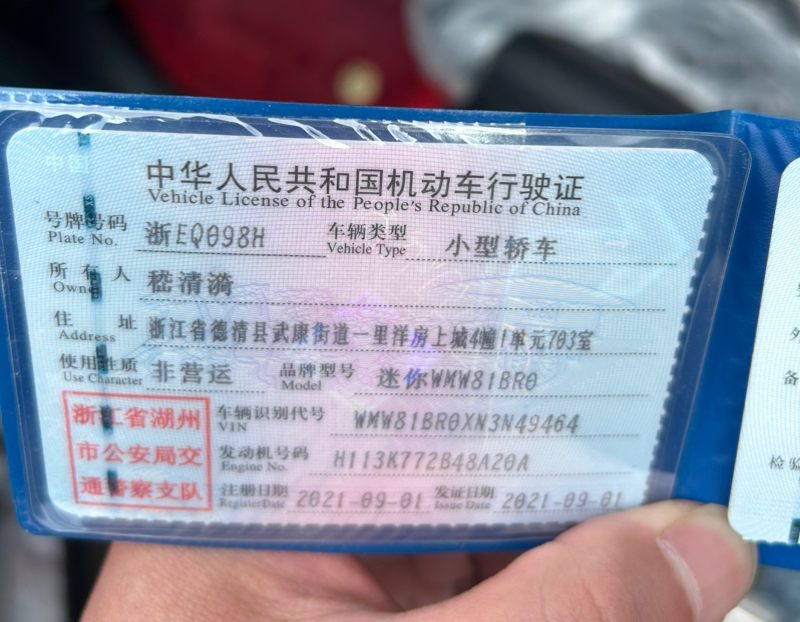 中国
中华人民共和国机动车行驶证
Vehicle License of the People's Republic of China
号牌号码 浙EQ098H 车辆类型 小型轿车
Plate No. Vehicle Type
所有人 嵇清漪
Owner
住址 浙江省德清县武康街道一里洋房上城4幢1单元703室
Address
使用性质 非营运 品牌型号 迷你WMW81BR0
Use Character Model
浙江省湖州
市公安局交
通警察支队
车辆识别代号 WMW81BR0XN3N49464
VIN
发动机号码 H113K772B48A20A
Engine No.
注册日期 2021-09-01 发证日期 2021-09-01
Register Date Issue Date
外
备
检验